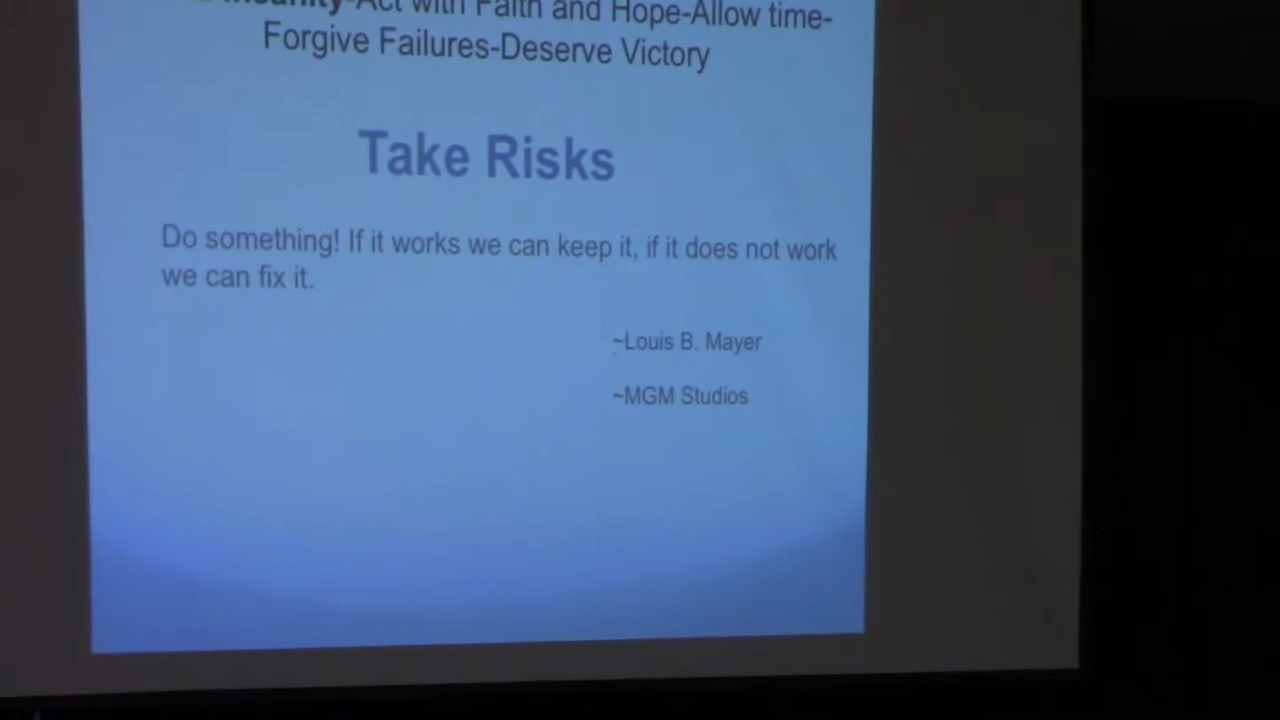 Insanity-Act with Faith and Hope-Allow time-
Forgive Failures-Deserve Victory
Take Risks
Do something! If it works we can keep it, if it does not work
we can fix it.
~Louis B. Mayer
~MGM Studios